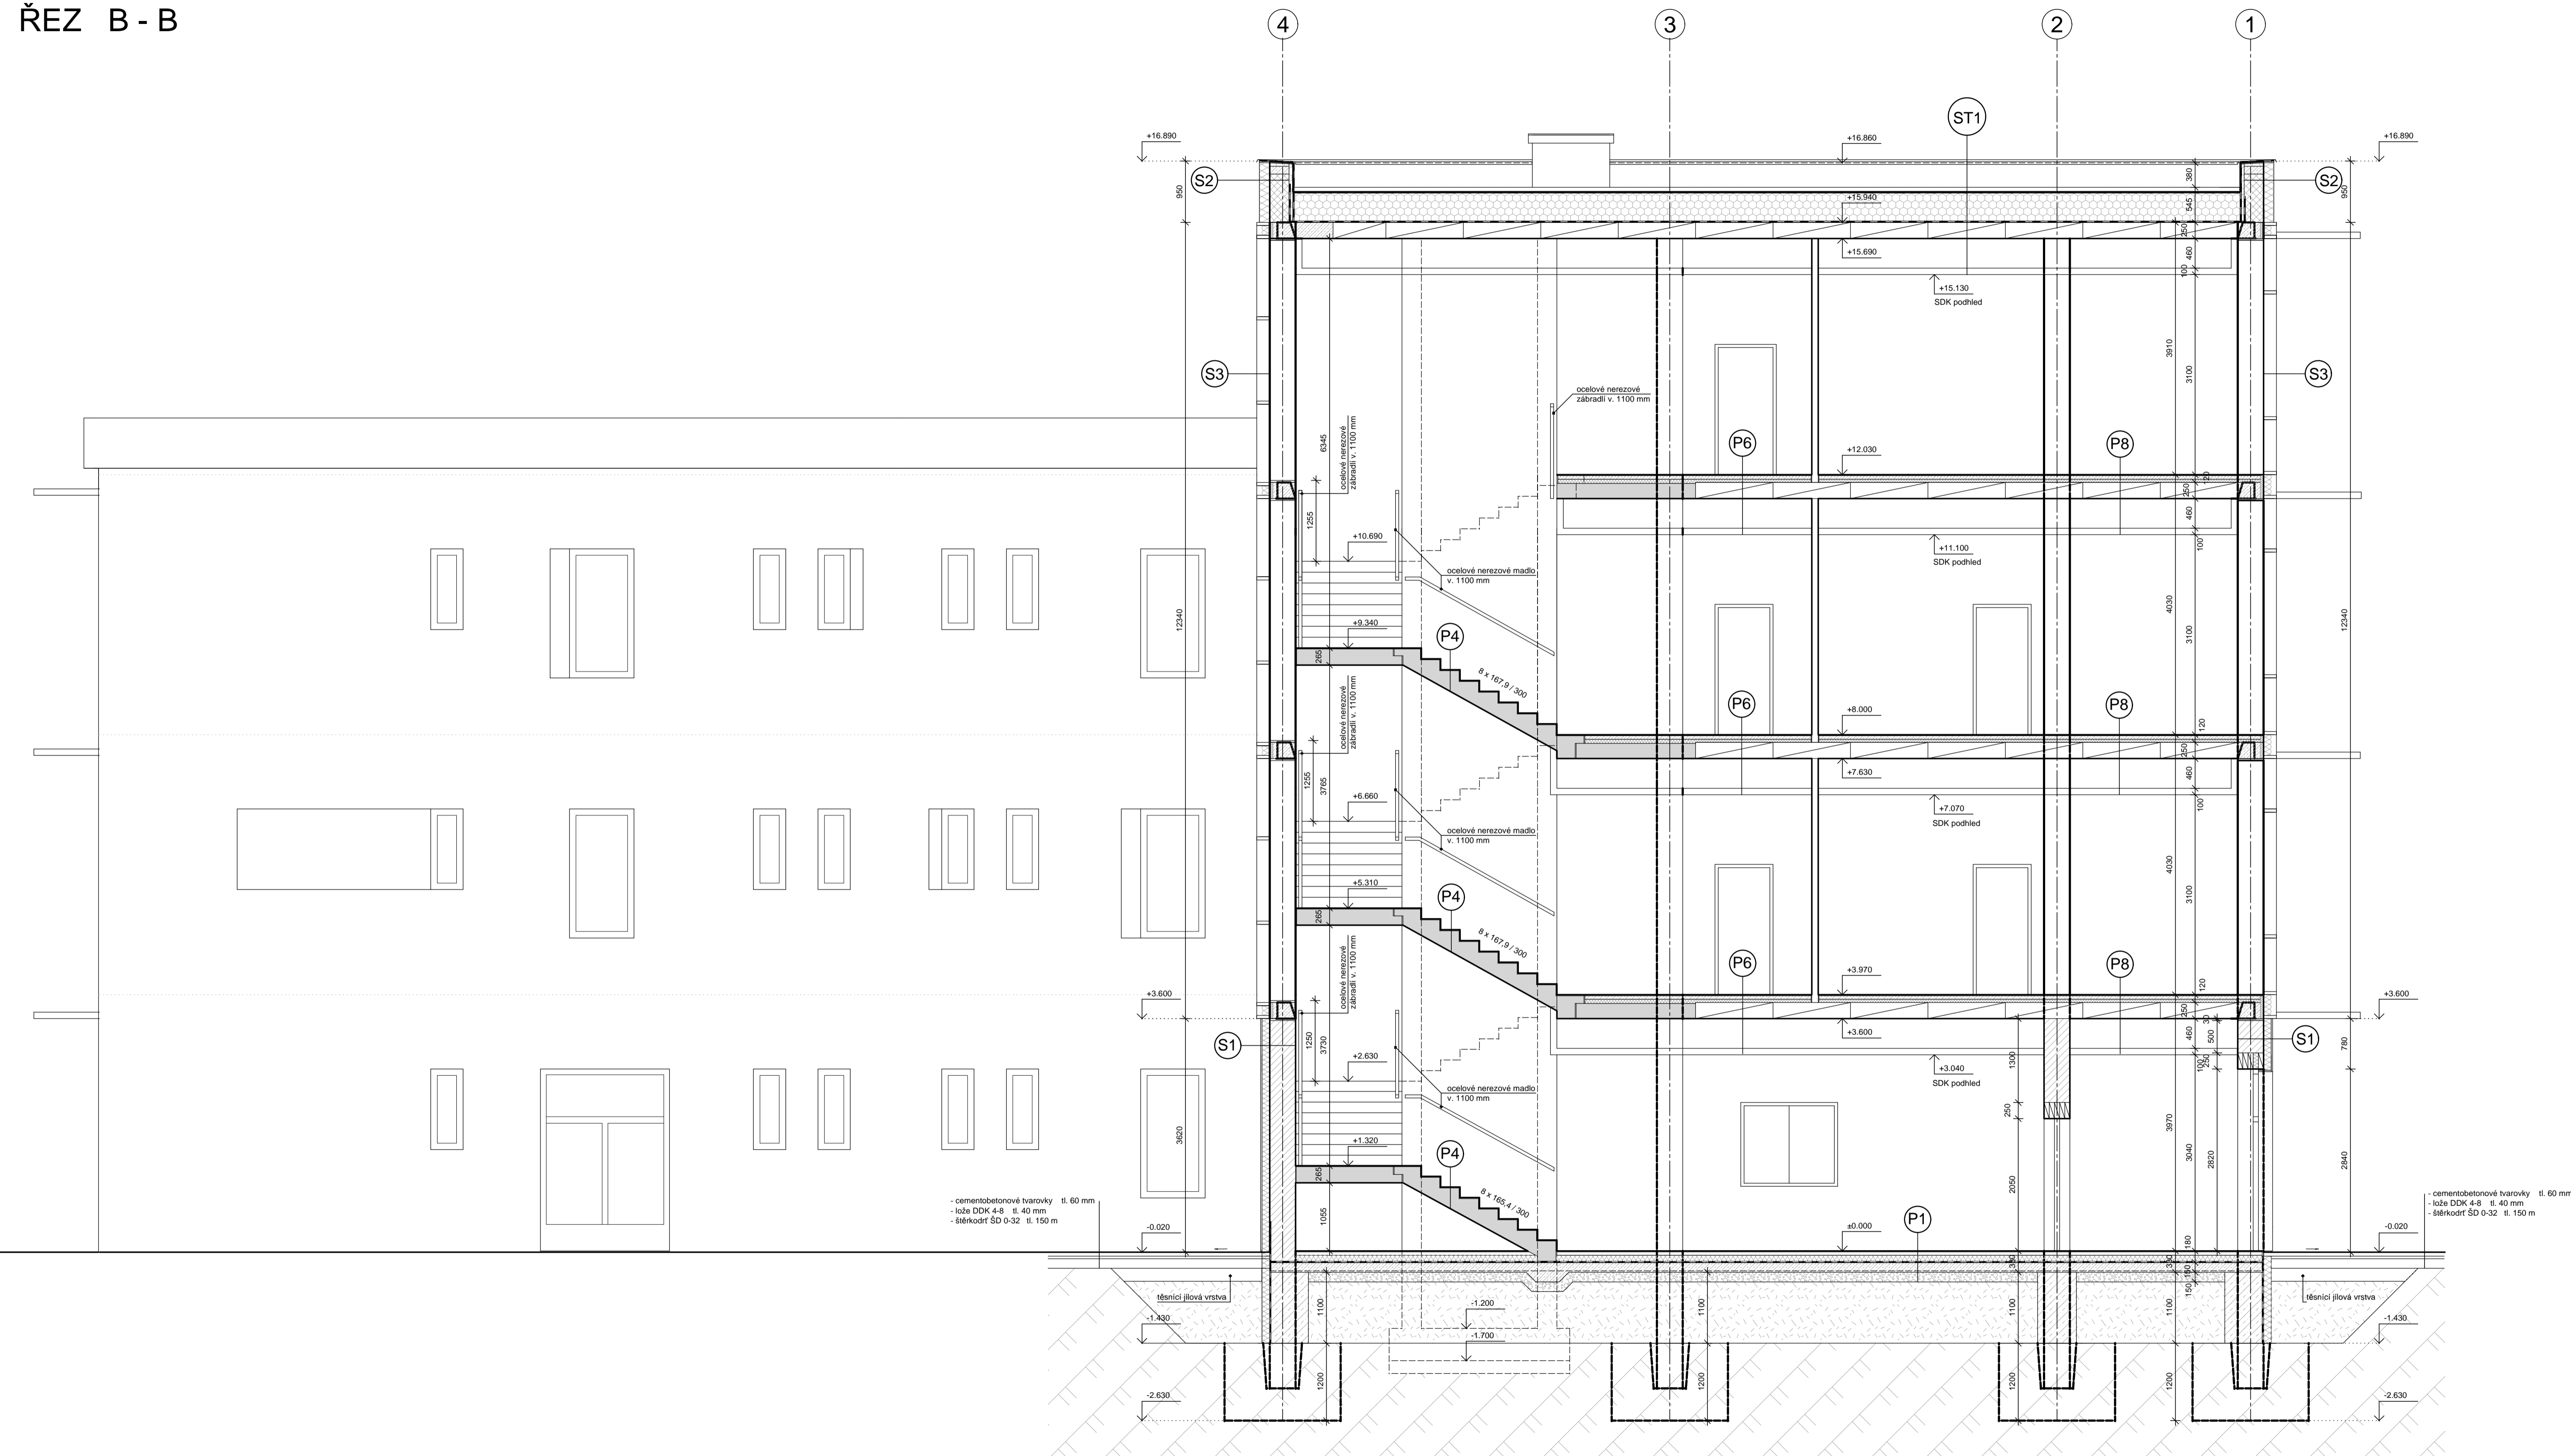 ŘEZ B - B
4
3
2
1
ST1
+16.890
+16.860
+16.890
S2
S2
950
380
950
545
+15.940
250
+15.690
460
100
+15.130
SDK podhled
S3
S3
3910
3100
ocelové nerezové
zábradlí v. 1100 mm
ocelové nerezové
zábradlí v. 1100 mm
6345
P6
P8
+12.030
120
250
1255
460
+10.690
100
+11.100
SDK podhled
ocelové nerezové madlo
v. 1100 mm
12340
12340
4030
3100
+9.340
P4
265
8 x 167,9 / 300
ocelové nerezové
zábradlí v. 1100 mm
P6
P8
+8.000
120
250
1255
3765
+7.630
460
+6.660
100
+7.070
SDK podhled
ocelové nerezové madlo
v. 1100 mm
4030
3100
+5.310
P4
265
8 x 167,9 / 300
ocelové nerezové
zábradlí v. 1100 mm
P6
P8
+3.970
120
+3.600
+3.600
250
30
+3.600
S1
S1
1250
3730
460
500
780
+2.630
1300
100
250
+3.040
SDK podhled
ocelové nerezové madlo
v. 1100 mm
250
3620
3970
3040
2820
2840
+1.320
P4
265
2050
8 x 165,4 / 300
- cementobetonové tvarovky tl. 60 mm
- lože DDK 4-8 tl. 40 mm
- štěrkodrť ŠD 0-32 tl. 150 m
- cementobetonové tvarovky tl. 60 mm
- lože DDK 4-8 tl. 40 mm
- štěrkodrť ŠD 0-32 tl. 150 m
1055
P1
-0.020
±0.000
-0.020
180
330
330
150
150
těsnící jílová vrstva
těsnící jílová vrstva
1100
-1.200
1100
1100
1100
-1.430
-1.700
-1.430
1200
1200
1200
1200
-2.630
-2.630